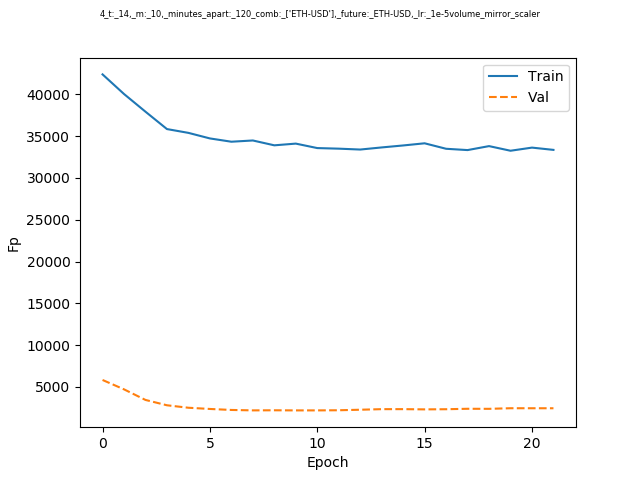 4_t:_14,_m:_10,_minutes_apart:_120_comb:_['ETH-USD'],_future:_ETH-USD,_lr:_1e-5volume_mirror_scaler
Train
Val
40000
35000
30000
25000
20000
15000
10000
5000
Fp
0
5
10
15
20
Epoch